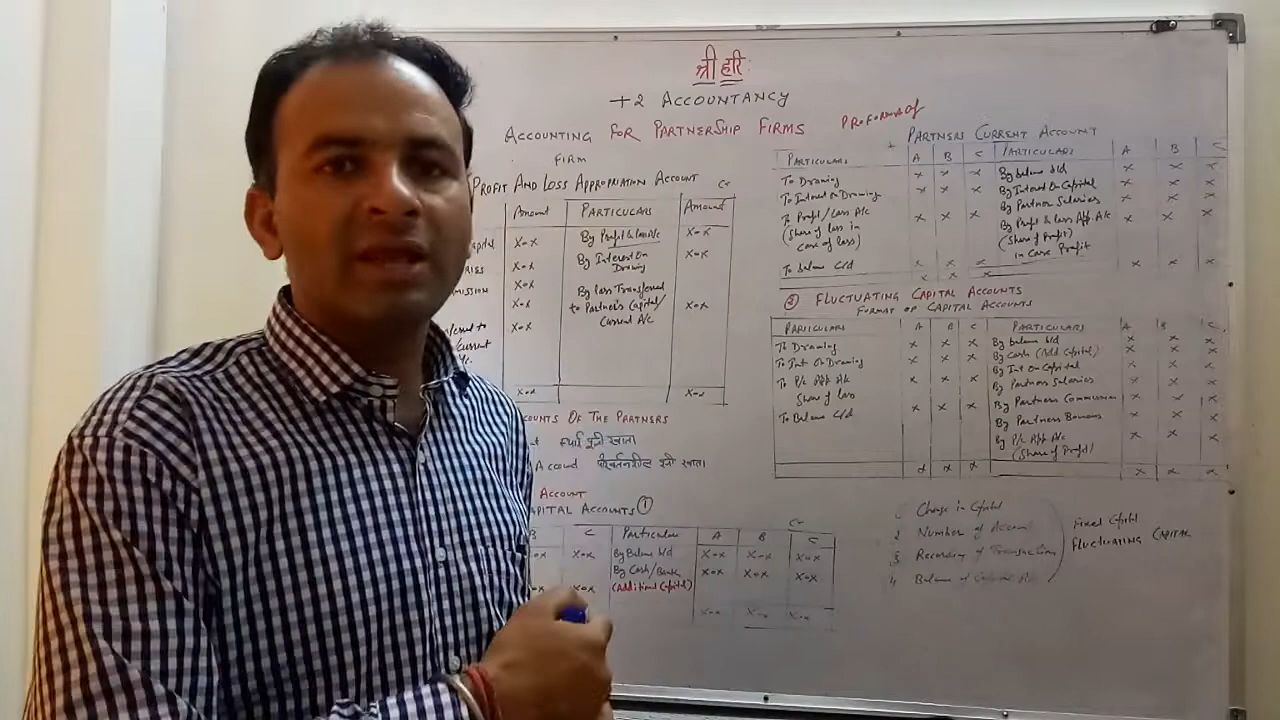 श्री हरि
+2 ACCOUNTANCY
ACCOUNTING FOR PARTNERSHIP FIRMS
FIRM
PROFIT AND LOSS APPROPRIATION ACCOUNT Cr
Amount PARTICULARS Amount
By Profit & Loss A/c
By Interest On
Drawing
By Loss Transferred
to Partner's Capital/
Current A/c
OUNTS OF THE PARTNERS
स्थाई पूंजी खाता
Account परिवर्तनशील पूंजी खाता
ACCOUNT
APITAL ACCOUNTS ①
Cr
B C Particulars A B C
By Balance b/d
By Cash/Bank
(Additional Capital)
PROFORMA OF
PARTNERS CURRENT ACCOUNT
PARTICULARS A B C PARTICULARS A B C
To Drawing By balance b/d
To Interest on Drawing By Interest On Capital
By Partner Salaries
To Profit/Loss A/c By Profit & Loss App. A/c
(Share of loss in (Share of Profit)
case of loss) in Case Profit
To balance c/d
② FLUCTUATING CAPITAL ACCOUNTS
FORMAT OF CAPITAL ACCOUNTS
PARTICULARS A B C PARTICULARS A B C
To Drawing By balance b/d
To Int On Drawing By Cash (Add Capital)
By Int On Capital
To P/L App A/c By Partners Salaries
Share of loss By Partners Commission
To Balance C/d By Partners Bonus
By P/L App. A/c
(Share of Profit)
Change in Capital
2 Number of Account
3 Recording of Transaction
4 Balance of Capital A/c
Fixed Capital
FLUCTUATING CAPITAL